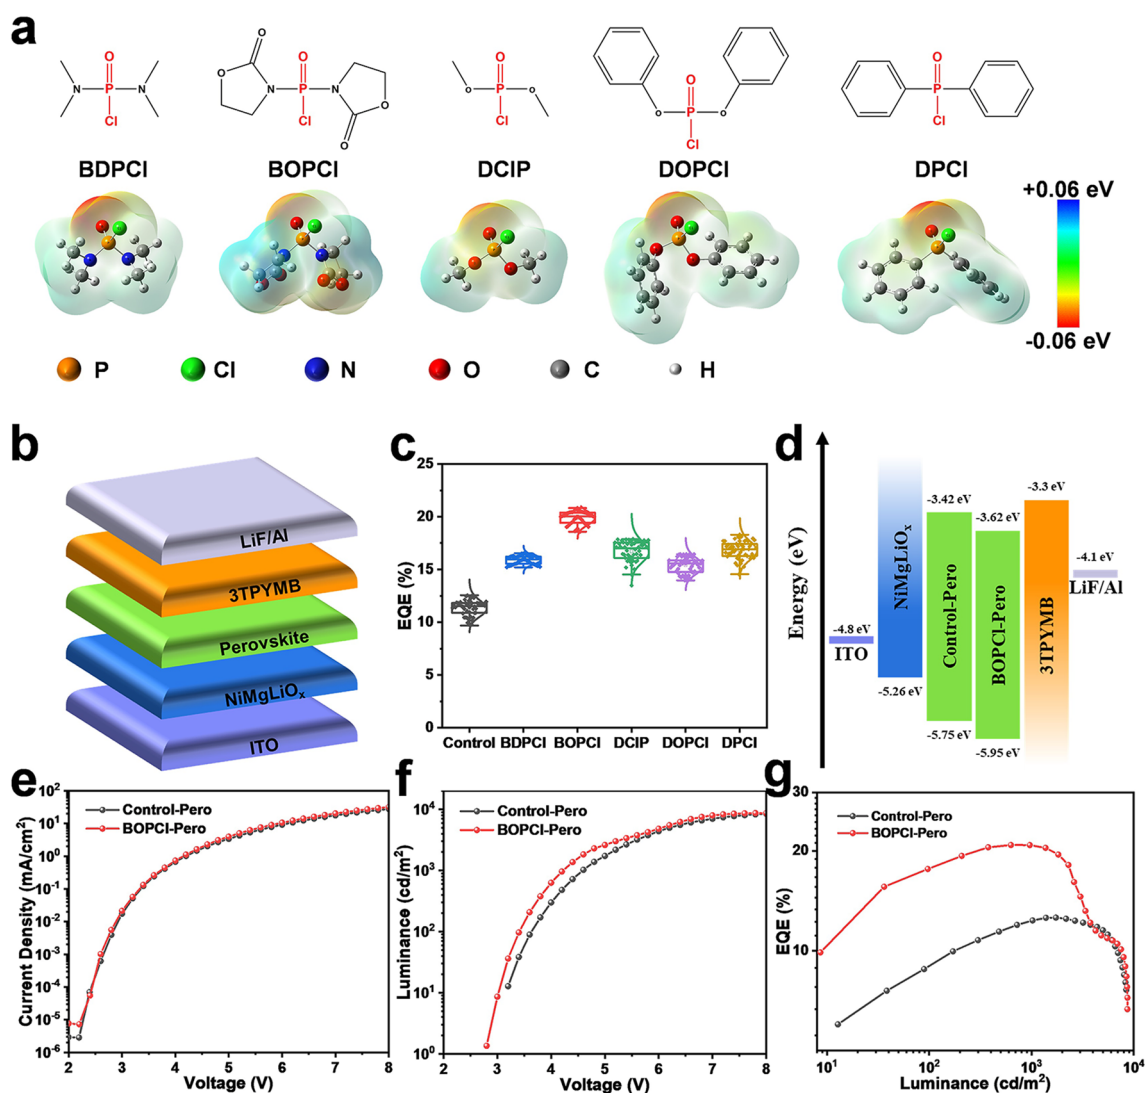 a
O
N P N
Cl
O
O
O
N P N
Cl
O
O
O
O P O
Cl
O
O P O
Cl
O
P
Cl
BDPCl BOPCl DCIP DOPCl DPCl
+0.06 eV
-0.06 eV
P Cl N O C H
b
LiF/Al
3TPYMB
Perovskite
NiMgLiOx
ITO
c
EQE (%)
25
20
15
10
5
0
Control BDPCl BOPCl DCIP DOPCl DPCl
d
Energy (eV)
-4.8 eV
ITO
NiMgLiOx
-5.26 eV
-3.42 eV
Control-Pero
-5.75 eV
-3.62 eV
BOPCl-Pero
-5.95 eV
-3.3 eV
3TPYMB
-4.1 eV
LiF/Al
e
Control-Pero
BOPCl-Pero
Current Density (mA/cm²)
10²
10¹
10⁰
10⁻¹
10⁻²
10⁻³
10⁻⁴
10⁻⁵
10⁻⁶
2 3 4 5 6 7 8
Voltage (V)
f
Control-Pero
BOPCl-Pero
Luminance (cd/m²)
10⁴
10³
10²
10¹
10⁰
2 3 4 5 6 7 8
Voltage (V)
g
Control-Pero
BOPCl-Pero
EQE (%)
30
20
10
10¹ 10² 10³ 10⁴
Luminance (cd/m²)